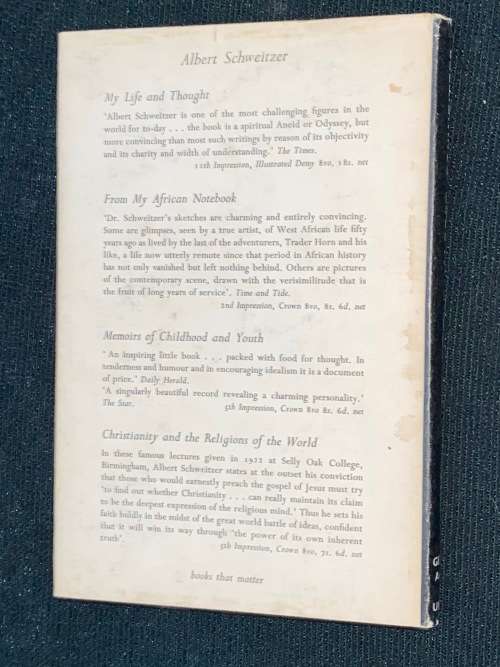 Albert Schweitzer
My Life and Thought
'Albert Schweitzer is one of the most challenging figures in the
world for to-day . . . the book is a spiritual Aneid or Odyssey, but
more convincing than most such writings by reason of its objectivity
and its charity and width of understanding.' The Times.
11th Impression, Illustrated Demy 8vo, 18s. net
From My African Notebook
'Dr. Schweitzer's sketches are charming and entirely convincing.
Some are glimpses, seen by a true artist, of West African life fifty
years ago as lived by the last of the adventurers, Trader Horn and his
like, a life now utterly remote since that period in African history
has not only vanished but left nothing behind. Others are pictures
of the contemporary scene, drawn with the verisimilitude that is
the fruit of long years of service'. Time and Tide.
2nd Impression, Crown 8vo, 8s. 6d. net
Memoirs of Childhood and Youth
'An inspiring little book . . . packed with food for thought. In
tenderness and humour and in encouraging idealism it is a document
of price.' Daily Herald.
'A singularly beautiful record revealing a charming personality.'
The Star. 5th Impression, Crown 8vo 8s. 6d. net
Christianity and the Religions of the World
In these famous lectures given in 1922 at Selly Oak College,
Birmingham, Albert Schweitzer states at the outset his conviction
that those who would earnestly preach the gospel of Jesus must try
'to find out whether Christianity . . . can really maintain its claim
to be the deepest expression of the religious mind.' Thus he sets his
faith boldly in the midst of the great world battle of ideas, confident
that it will win its way through 'the power of its own inherent
truth'. 5th Impression, Crown 8vo, 7s. 6d. net
books that matter